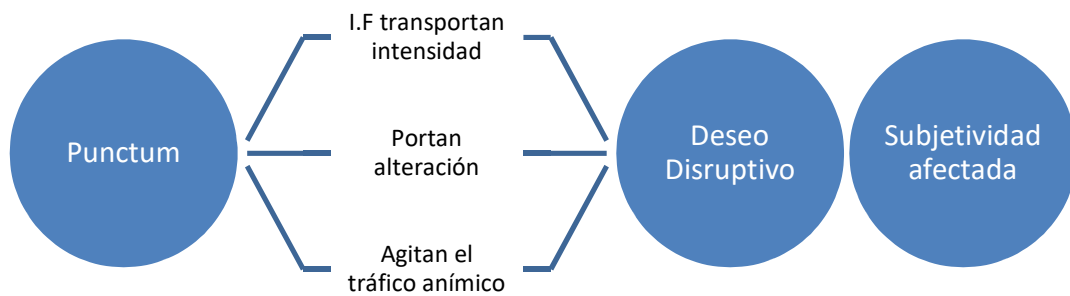 Punctum
I.F transportan
intensidad
Portan
alteración
Agitan el
tráfico anímico
Deseo
Disruptivo
Subjetividad
afectada